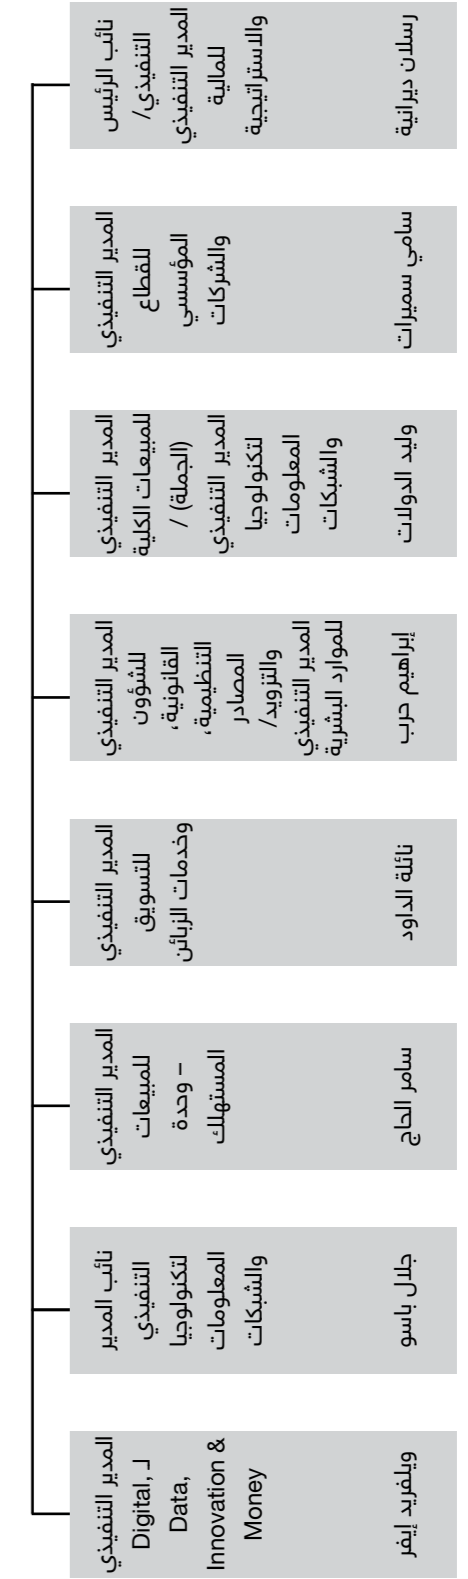 نائب الرئيس
التنفيذي/
المدير التنفيذي
للمالية
والاستراتيجية
رسلان ديرانية
المدير التنفيذي
للقطاع
المؤسسي
والشركات
سامي سميرات
المدير التنفيذي
للمبيعات الكلية
(الجملة) /
المدير التنفيذي
لتكنولوجيا
المعلومات
والشبكات
وليد الدولات
المدير التنفيذي
للشؤون
القانونية،
التنظيمية،
المصادر
والتزويد/
المدير التنفيذي
للموارد البشرية
إبراهيم حرب
المدير التنفيذي
للتسويق
وخدمات الزبائن
نائلة الداود
المدير التنفيذي
للمبيعات
– وحدة
المستهلك
سامر الحاج
نائب المدير
التنفيذي
لتكنولوجيا
المعلومات
والشبكات
جلال باسو
المدير التنفيذي
لـ Digital,
Data,
Innovation &
Money
ويلفريد إيفر